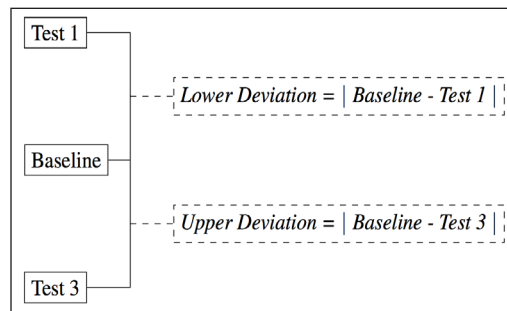 Test 1
Lower Deviation = | Baseline - Test 1 |
Baseline
Upper Deviation = | Baseline - Test 3 |
Test 3